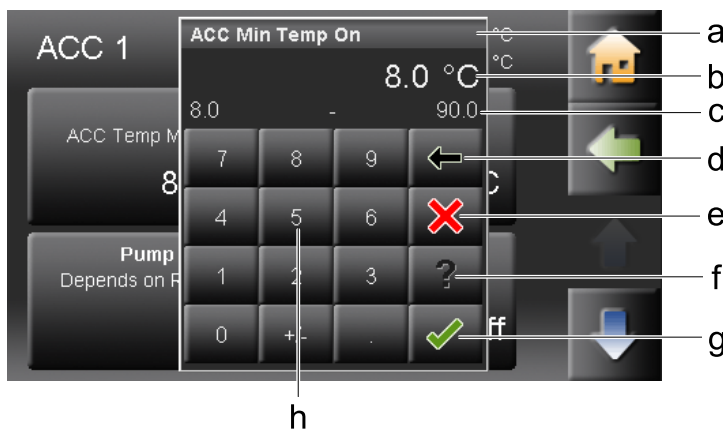 ACC 1
ACC Min Temp On
°C
°C
8.0 °C
8.0 - 90.0
ACC Temp M
8
C
7 8 9
4 5 6 X
Pump
Depends on R
1 2 3 ?
0 +/- .
ff
a
b
c
d
e
f
g
h